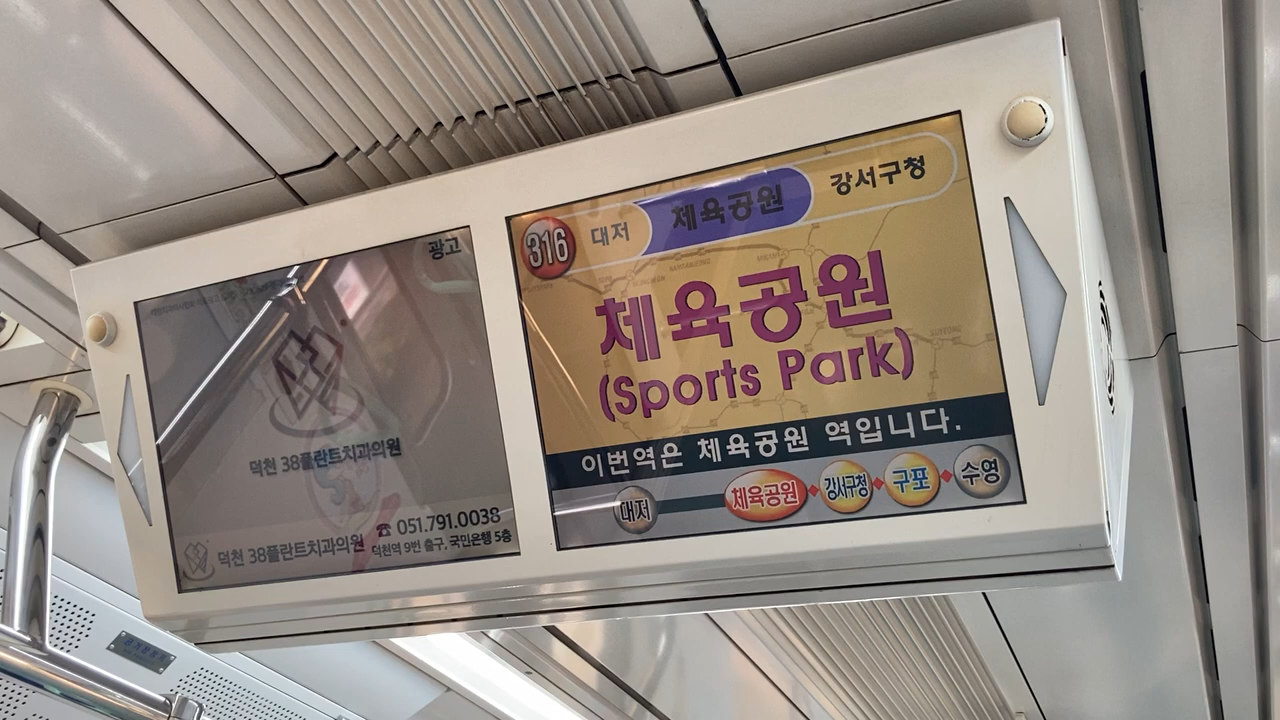 광고
덕천 38플란트치과의원
☎ 051.791.0038
덕천 38플란트치과의원 덕천역 9번 출구, 국민은행 5층
316 대저 체육공원 강서구청
체육공원
(Sports Park)
이번역은 체육공원 역입니다.
대저 체육공원 강서구청 구포 수영